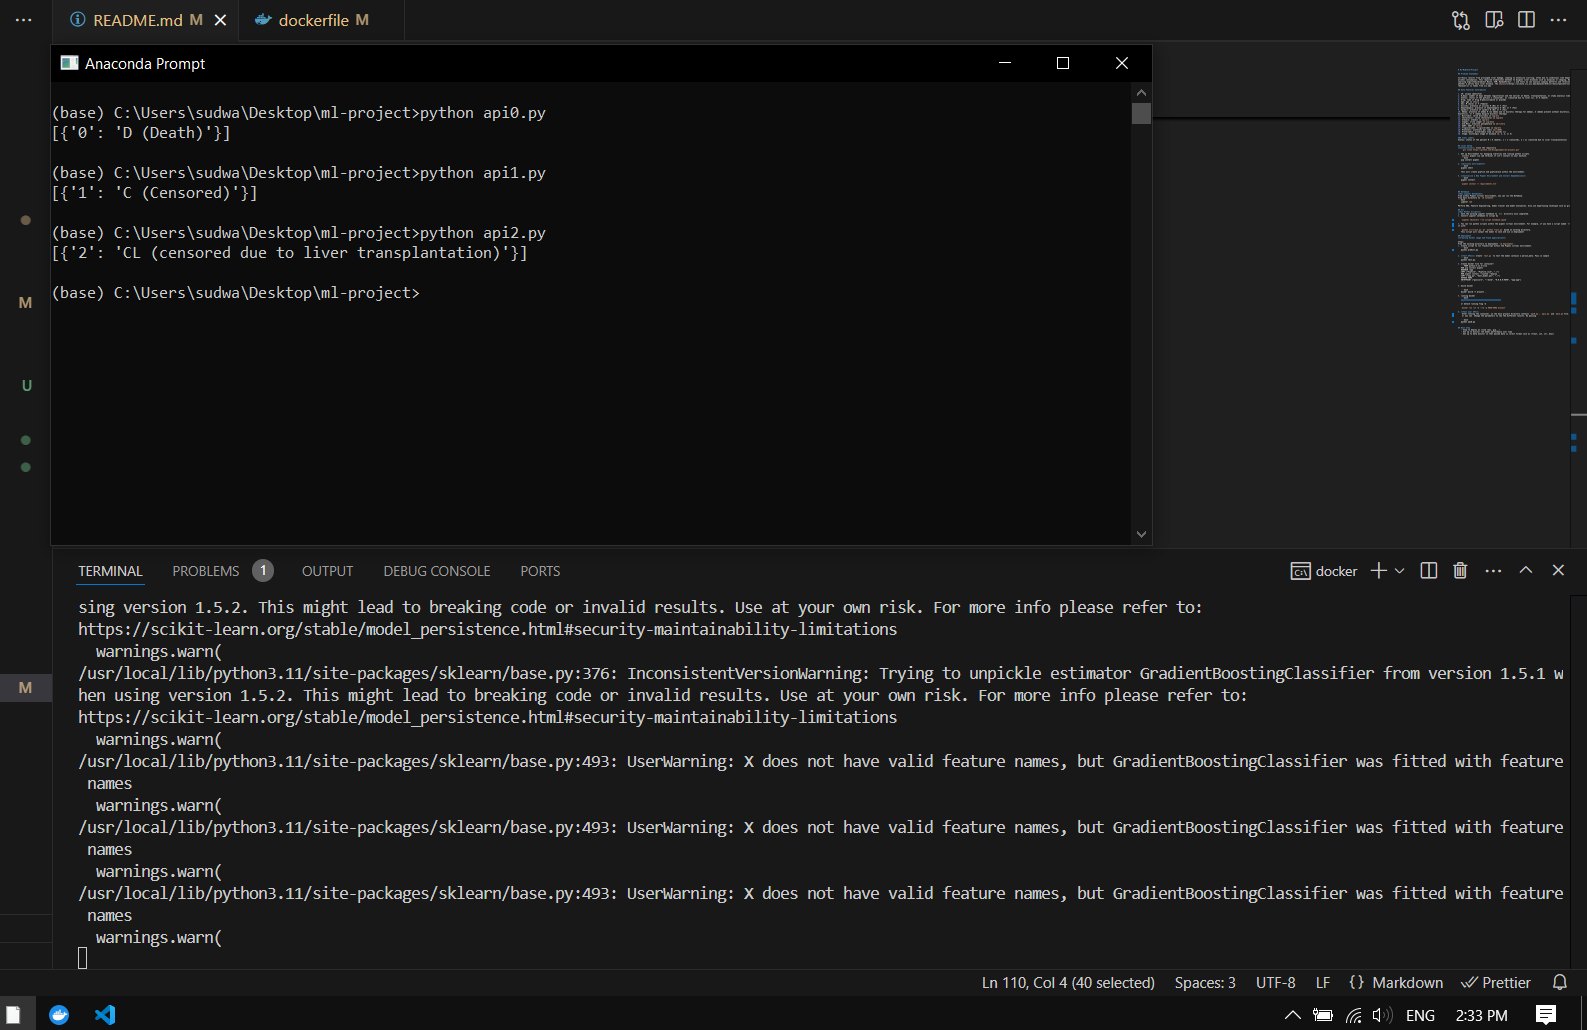 README.md M
dockerfile M
Anaconda Prompt
(base) C:\Users\sudwa\Desktop\ml-project>python api0.py
[{'0': 'D (Death)'}]
(base) C:\Users\sudwa\Desktop\ml-project>python api1.py
[{'1': 'C (Censored)'}]
(base) C:\Users\sudwa\Desktop\ml-project>python api2.py
[{'2': 'CL (censored due to liver transplantation)'}]
(base) C:\Users\sudwa\Desktop\ml-project>
M
U
M
TERMINAL PROBLEMS 1 OUTPUT DEBUG CONSOLE PORTS
docker
sing version 1.5.2. This might lead to breaking code or invalid results. Use at your own risk. For more info please refer to:
https://scikit-learn.org/stable/model_persistence.html#security-maintainability-limitations
warnings.warn(
/usr/local/lib/python3.11/site-packages/sklearn/base.py:376: InconsistentVersionWarning: Trying to unpickle estimator GradientBoostingClassifier from version 1.5.1 w
hen using version 1.5.2. This might lead to breaking code or invalid results. Use at your own risk. For more info please refer to:
https://scikit-learn.org/stable/model_persistence.html#security-maintainability-limitations
warnings.warn(
/usr/local/lib/python3.11/site-packages/sklearn/base.py:493: UserWarning: X does not have valid feature names, but GradientBoostingClassifier was fitted with feature
names
warnings.warn(
/usr/local/lib/python3.11/site-packages/sklearn/base.py:493: UserWarning: X does not have valid feature names, but GradientBoostingClassifier was fitted with feature
names
warnings.warn(
/usr/local/lib/python3.11/site-packages/sklearn/base.py:493: UserWarning: X does not have valid feature names, but GradientBoostingClassifier was fitted with feature
names
warnings.warn(
Ln 110, Col 4 (40 selected) Spaces: 3 UTF-8 LF {} Markdown Prettier
ENG 2:33 PM